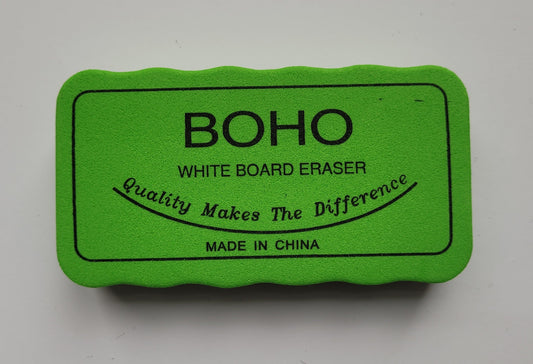 BOHO
WHITE BOARD ERASER
Quality Makes The Difference
MADE IN CHINA